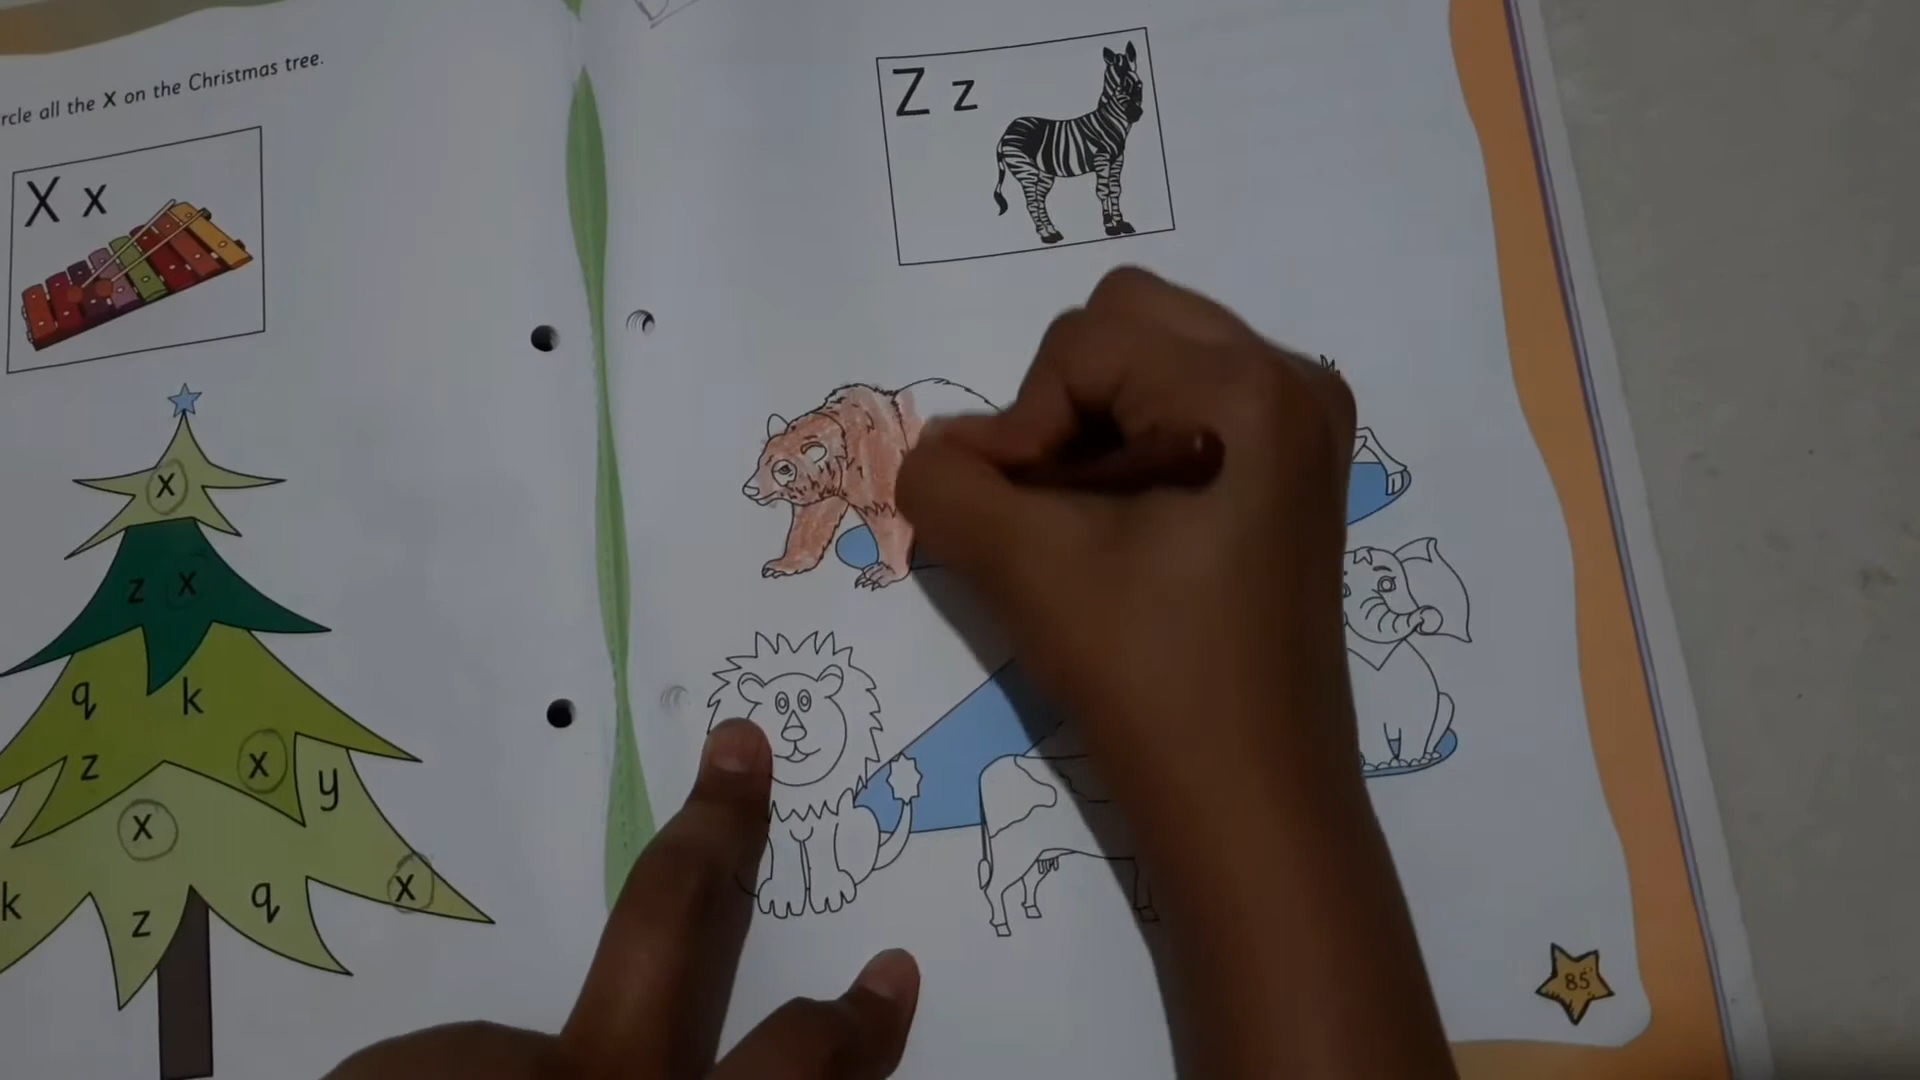 rcle all the X on the Christmas tree.
X x
x
z x
q k
z x y
x
k z q x
Z z
85